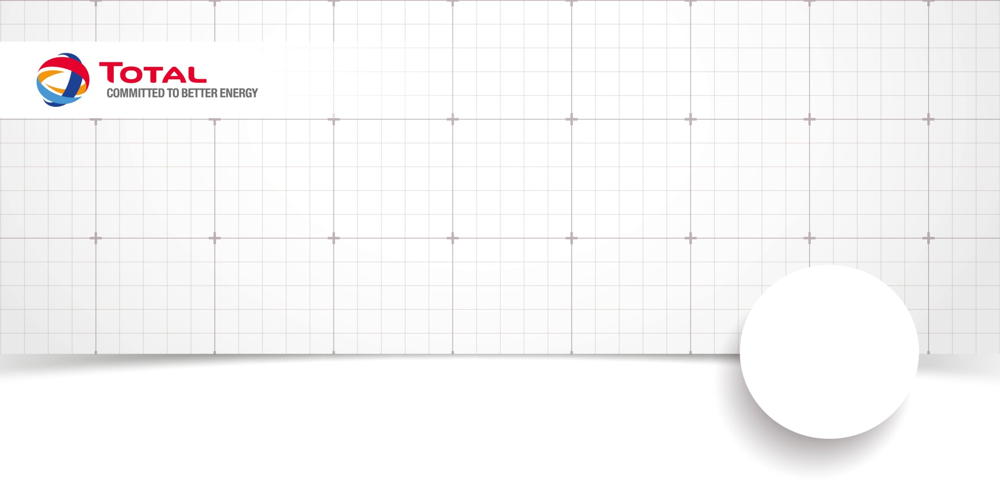 TOTAL
COMMITTED TO BETTER ENERGY